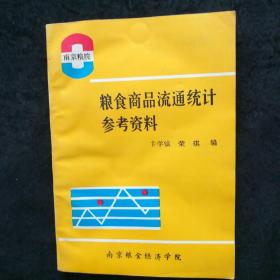 南京粮院
粮食商品流通统计
参考资料
卞学锰 荣琪 编
南京粮食经济学院